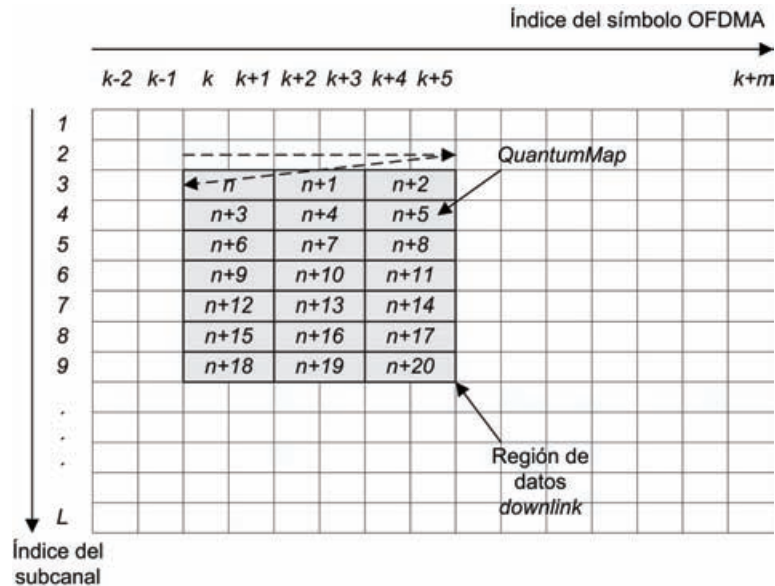 Índice del símbolo OFDMA
k-2 k-1 k k+1 k+2 k+3 k+4 k+5 k+m
1
2
QuantumMap
3 n n+1 n+2
4 n+3 n+4 n+5
5 n+6 n+7 n+8
6 n+9 n+10 n+11
7 n+12 n+13 n+14
8 n+15 n+16 n+17
9 n+18 n+19 n+20
.
.
.
Región de
datos
downlink
L
Índice del
subcanal